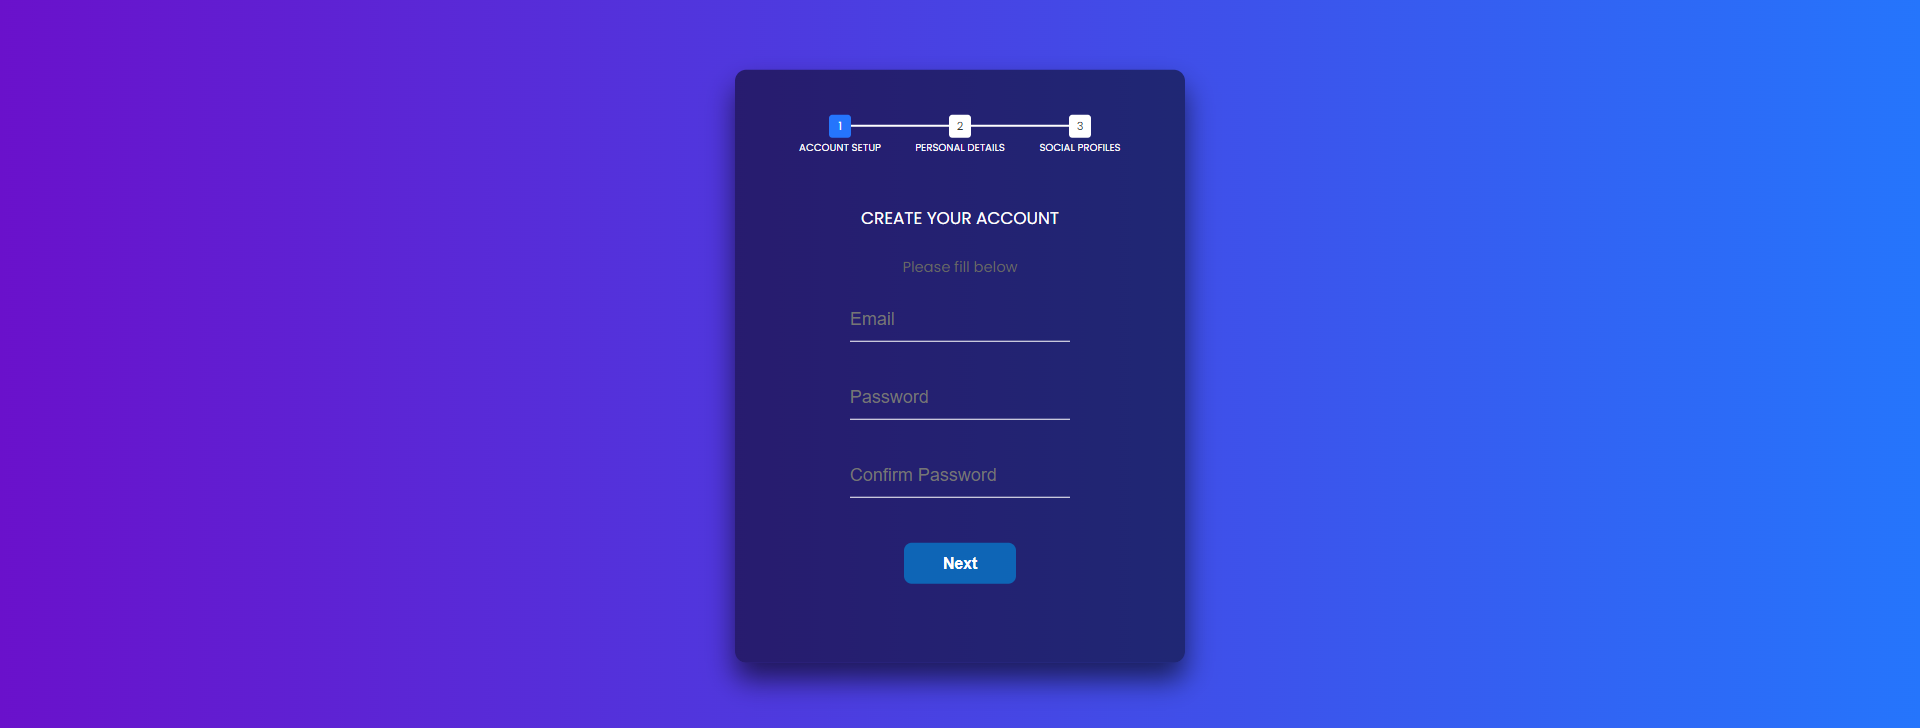 1 2 3
ACCOUNT SETUP PERSONAL DETAILS SOCIAL PROFILES
CREATE YOUR ACCOUNT
Please fill below
Email
Password
Confirm Password
Next